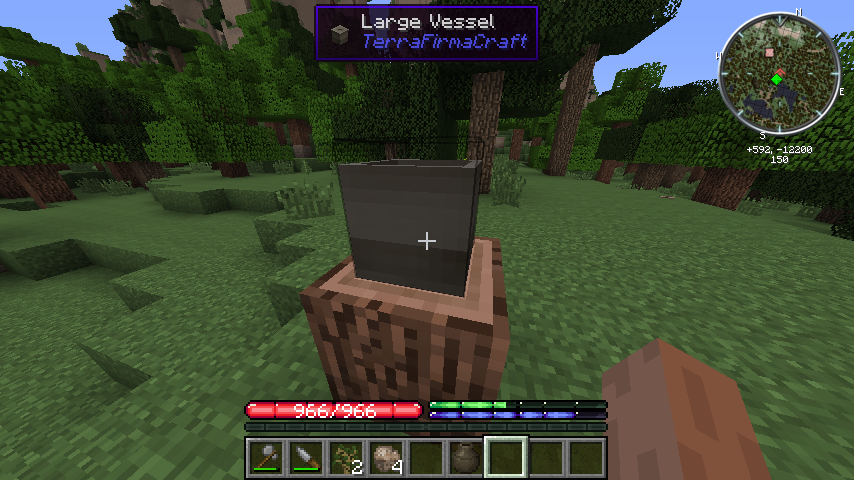 Large Vessel
TerraFirmaCraft
N
E
S
+592, -12200
150
966/966
2
4